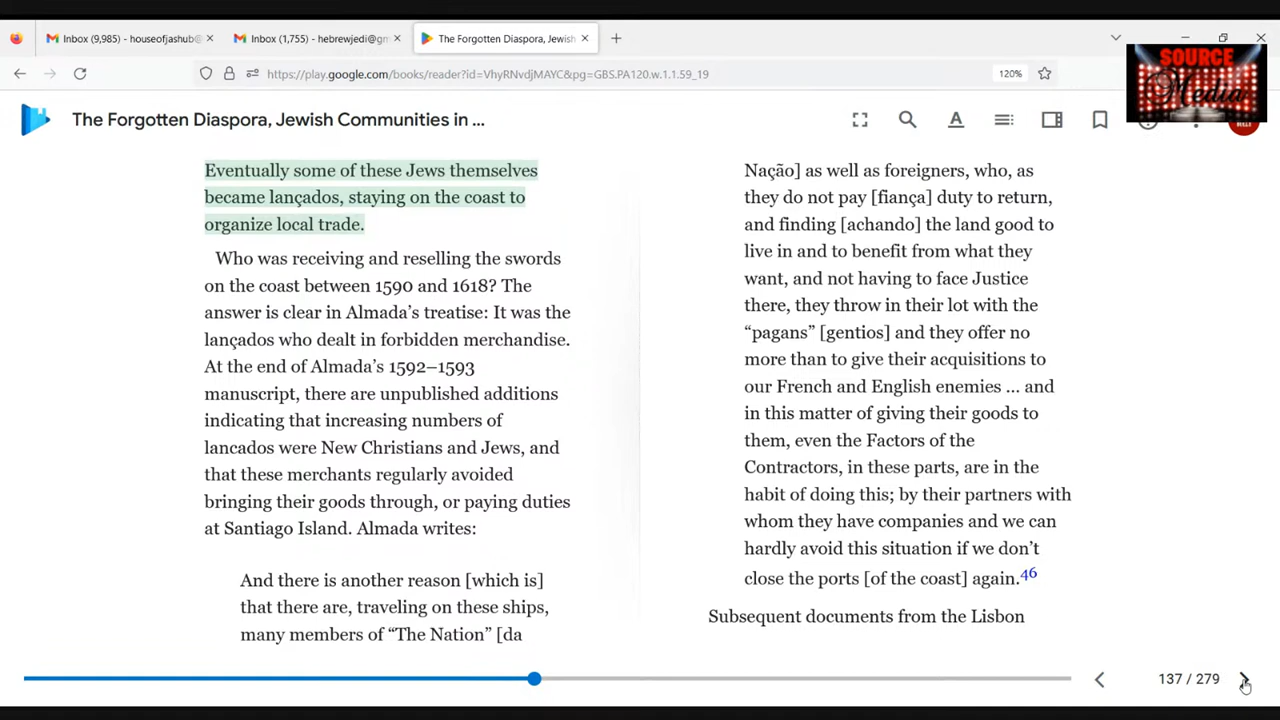 Inbox (9,985) - houseofjashub@
Inbox (1,755) - hebrewjedi@gm
The Forgotten Diaspora, Jewish
https://play.google.com/books/reader?id=VhyRNvdjMAYC&pg=GBS.PA120.w.1.1.59_19
120%
SOURCE
Media
The Forgotten Diaspora, Jewish Communities in ...
Eventually some of these Jews themselves
became lançados, staying on the coast to
organize local trade.
Who was receiving and reselling the swords
on the coast between 1590 and 1618? The
answer is clear in Almada’s treatise: It was the
lançados who dealt in forbidden merchandise.
At the end of Almada’s 1592–1593
manuscript, there are unpublished additions
indicating that increasing numbers of
lancados were New Christians and Jews, and
that these merchants regularly avoided
bringing their goods through, or paying duties
at Santiago Island. Almada writes:
And there is another reason [which is]
that there are, traveling on these ships,
many members of “The Nation” [da
Nação] as well as foreigners, who, as
they do not pay [fiança] duty to return,
and finding [achando] the land good to
live in and to benefit from what they
want, and not having to face Justice
there, they throw in their lot with the
“pagans” [gentios] and they offer no
more than to give their acquisitions to
our French and English enemies ... and
in this matter of giving their goods to
them, even the Factors of the
Contractors, in these parts, are in the
habit of doing this; by their partners with
whom they have companies and we can
hardly avoid this situation if we don’t
close the ports [of the coast] again.46
Subsequent documents from the Lisbon
137 / 279